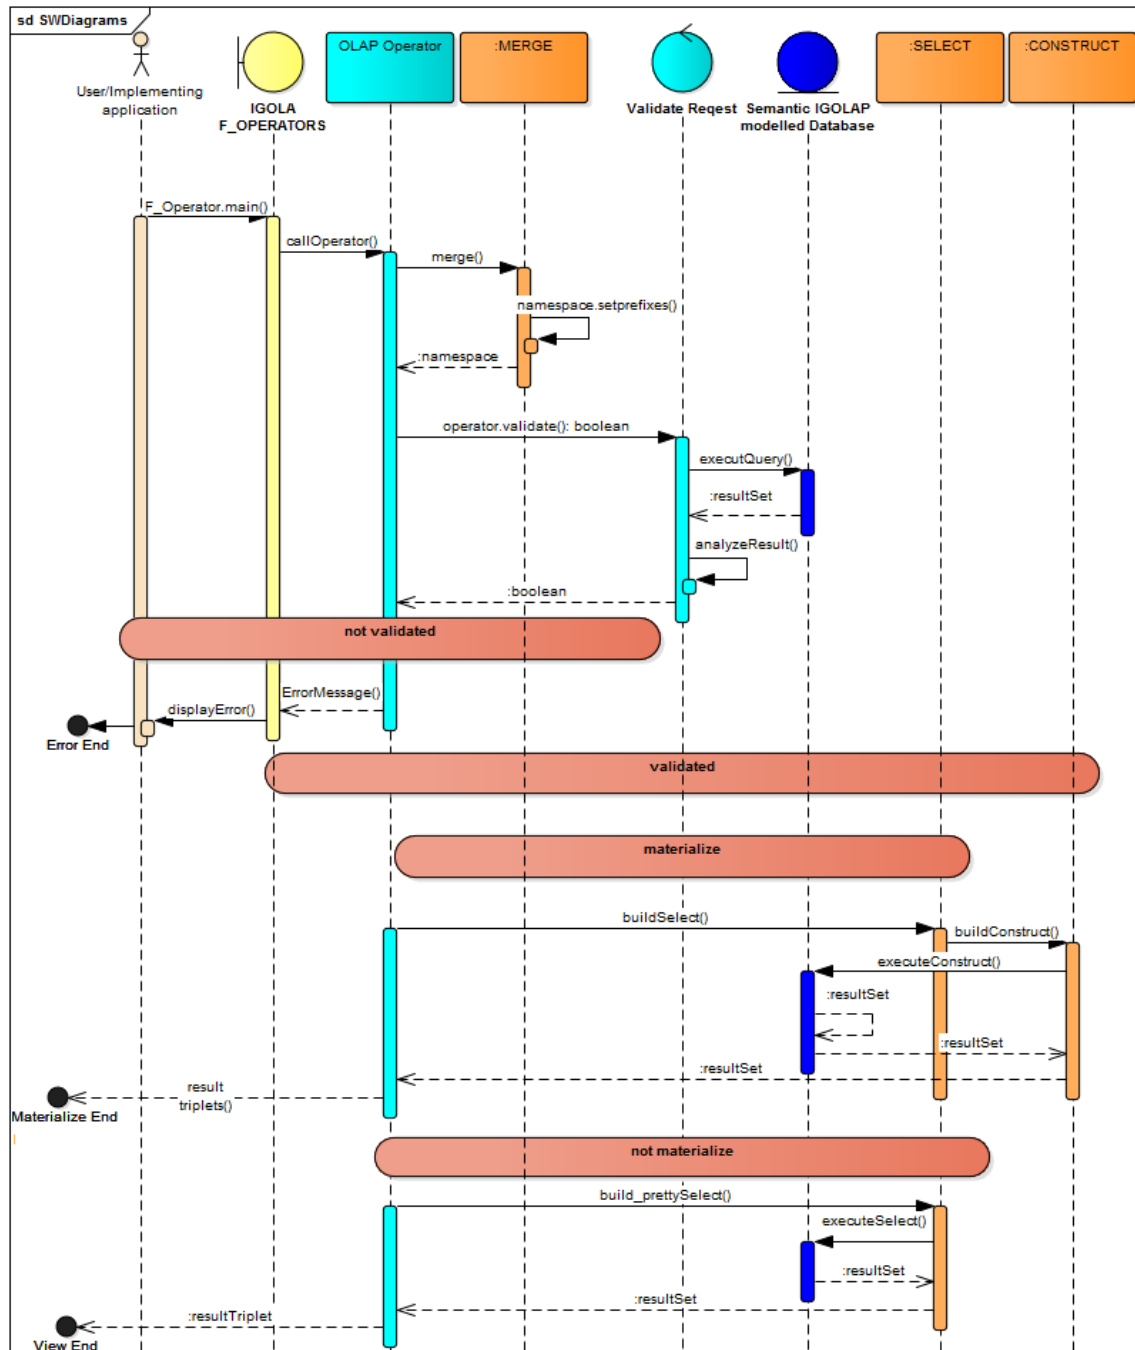 sd SWDiagrams
OLAP Operator
:MERGE
:SELECT
:CONSTRUCT
User/Implementing
application
IGOLA
F_OPERATORS
Validate Reqest
Semantic IGOLAP
modelled Database
F_Operator.main()
callOperator()
merge()
namespace.setprefixes()
:namespace
operator.validate(): boolean
executQuery()
:resultSet
analyzeResult()
:boolean
not validated
ErrorMessage()
displayError()
Error End
validated
materialize
buildSelect()
buildConstruct()
executeConstruct()
:resultSet
:resultSet
:resultSet
result
triplets()
Materialize End
not materialize
build_prettySelect()
executeSelect()
:resultSet
:resultSet
:resultTriplet
View End